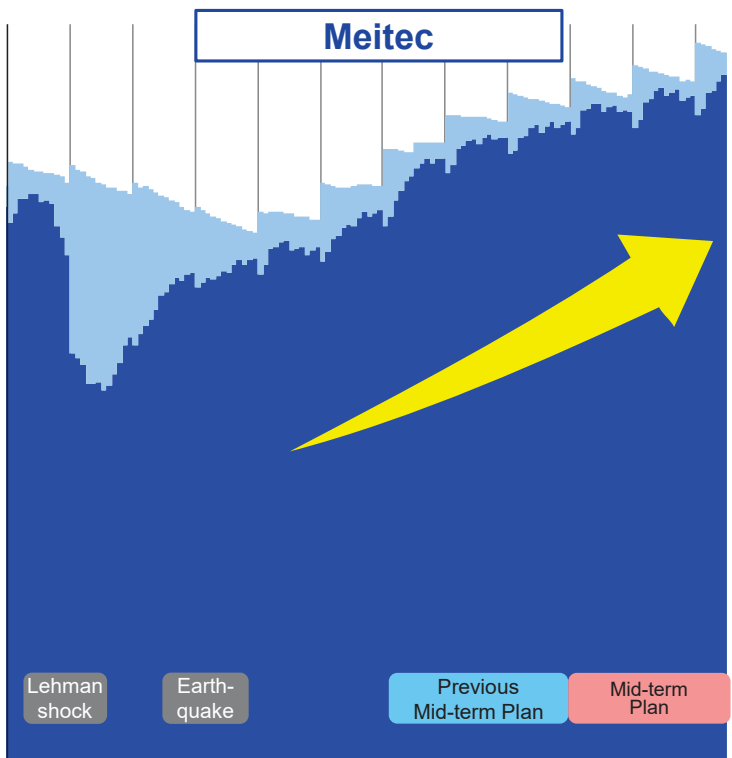 Meitec
Lehman
shock
Earth-
quake
Previous
Mid-term Plan
Mid-term
Plan